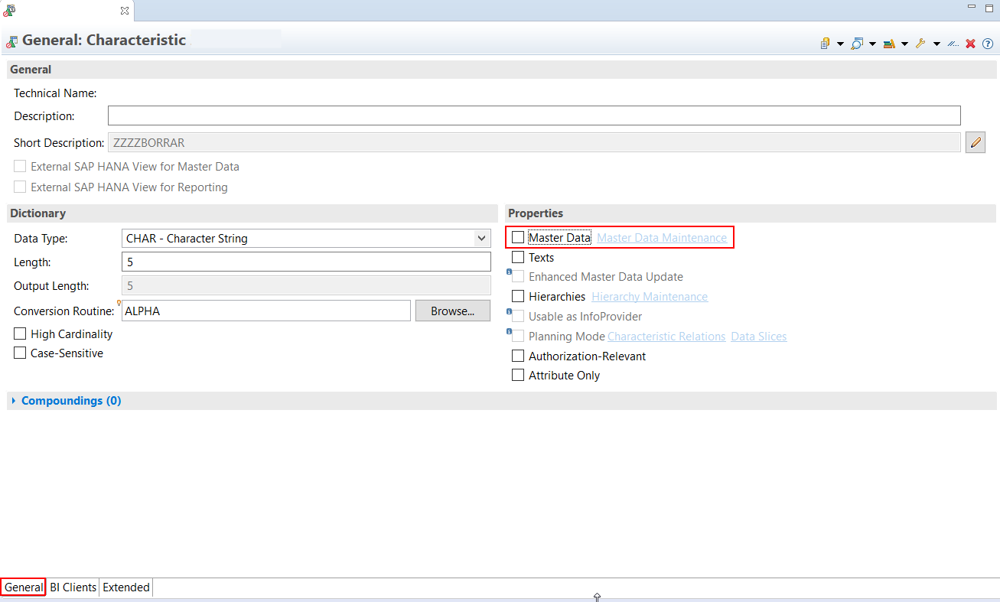 General: Characteristic
General
Technical Name:
Description:
Short Description: ZZZZBORRAR
External SAP HANA View for Master Data
External SAP HANA View for Reporting
Dictionary
Data Type: CHAR - Character String
Length: 5
Output Length: 5
Conversion Routine: ALPHA Browse...
High Cardinality
Case-Sensitive
Properties
Master Data Master Data Maintenance
Texts
Enhanced Master Data Update
Hierarchies Hierarchy Maintenance
Usable as InfoProvider
Planning Mode Characteristic Relations Data Slices
Authorization-Relevant
Attribute Only
Compoundings (0)
General BI Clients Extended